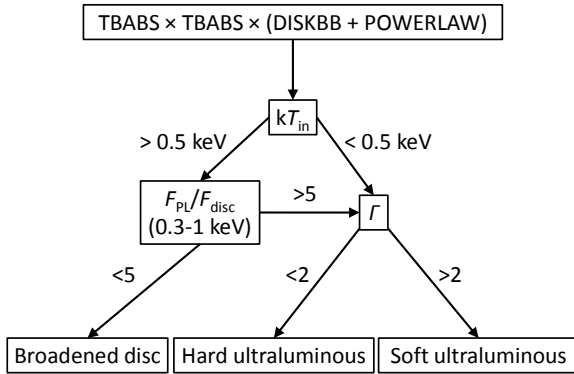 TBABS × TBABS × (DISKBB + POWERLAW)
kT_in
> 0.5 keV
< 0.5 keV
F_PL/F_disc
(0.3-1 keV)
>5
Γ
<5
<2
>2
Broadened disc
Hard ultraluminous
Soft ultraluminous